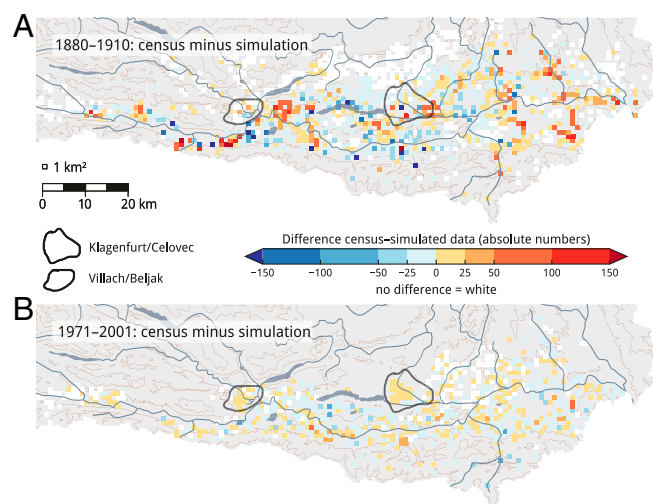 A
1880–1910: census minus simulation
1 km²
0 10 20 km
Klagenfurt/Celovec
Villach/Beljak
Difference census–simulated data (absolute numbers)
−150 −100 −50 −25 0 25 50 100 150
no difference = white
B
1971–2001: census minus simulation